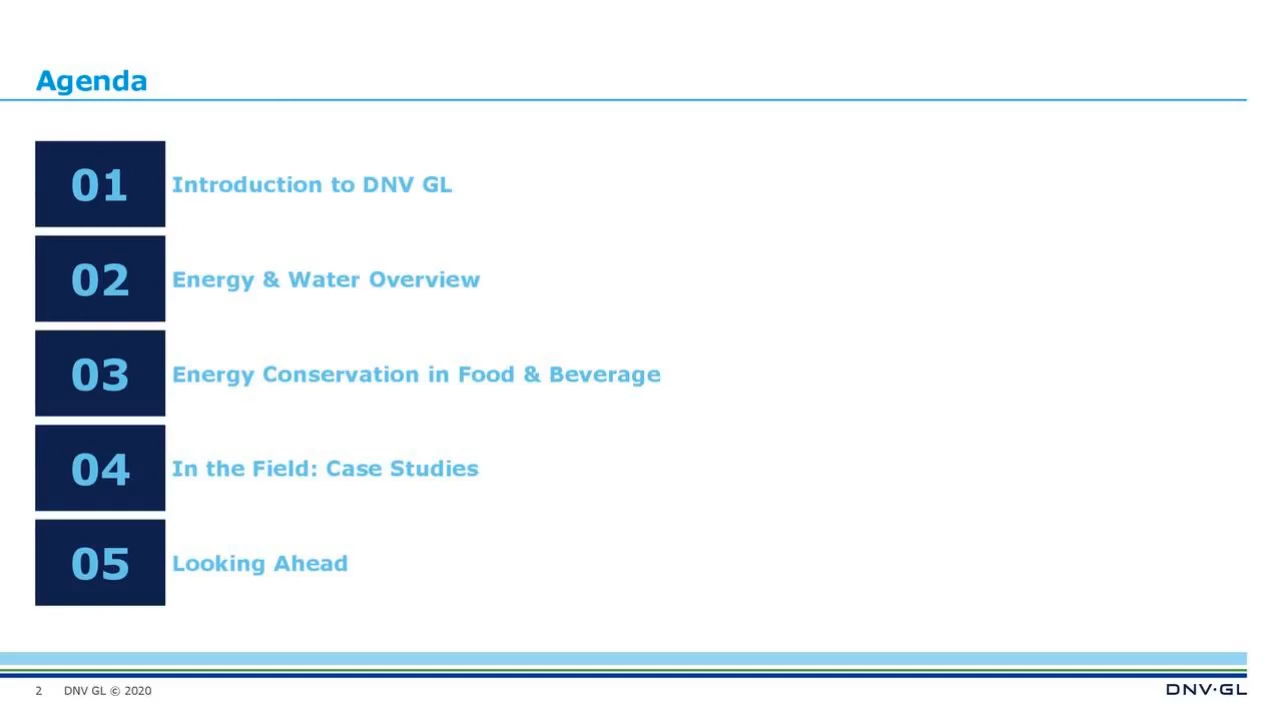 Agenda
01 Introduction to DNV GL
02 Energy & Water Overview
03 Energy Conservation in Food & Beverage
04 In the Field: Case Studies
05 Looking Ahead
2 DNV GL © 2020
DNV·GL